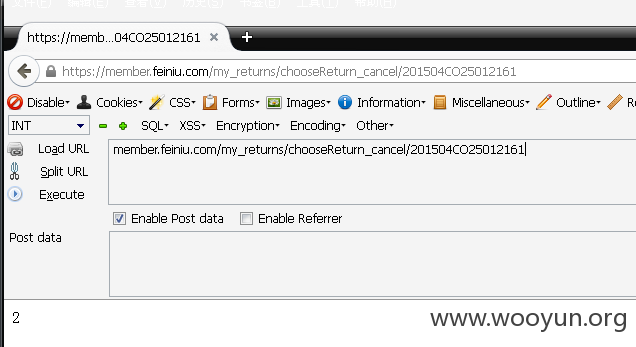 https://memb...04CO25012161
https://member.feiniu.com/my_returns/chooseReturn_cancel/201504CO25012161
Disable Cookies CSS Forms Images Information Miscellaneous Outline
INT SQL XSS Encryption Encoding Other
Load URL
member.feiniu.com/my_returns/chooseReturn_cancel/201504CO25012161
Split URL
Execute
Enable Post data Enable Referrer
Post data
2
www.wooyun.org